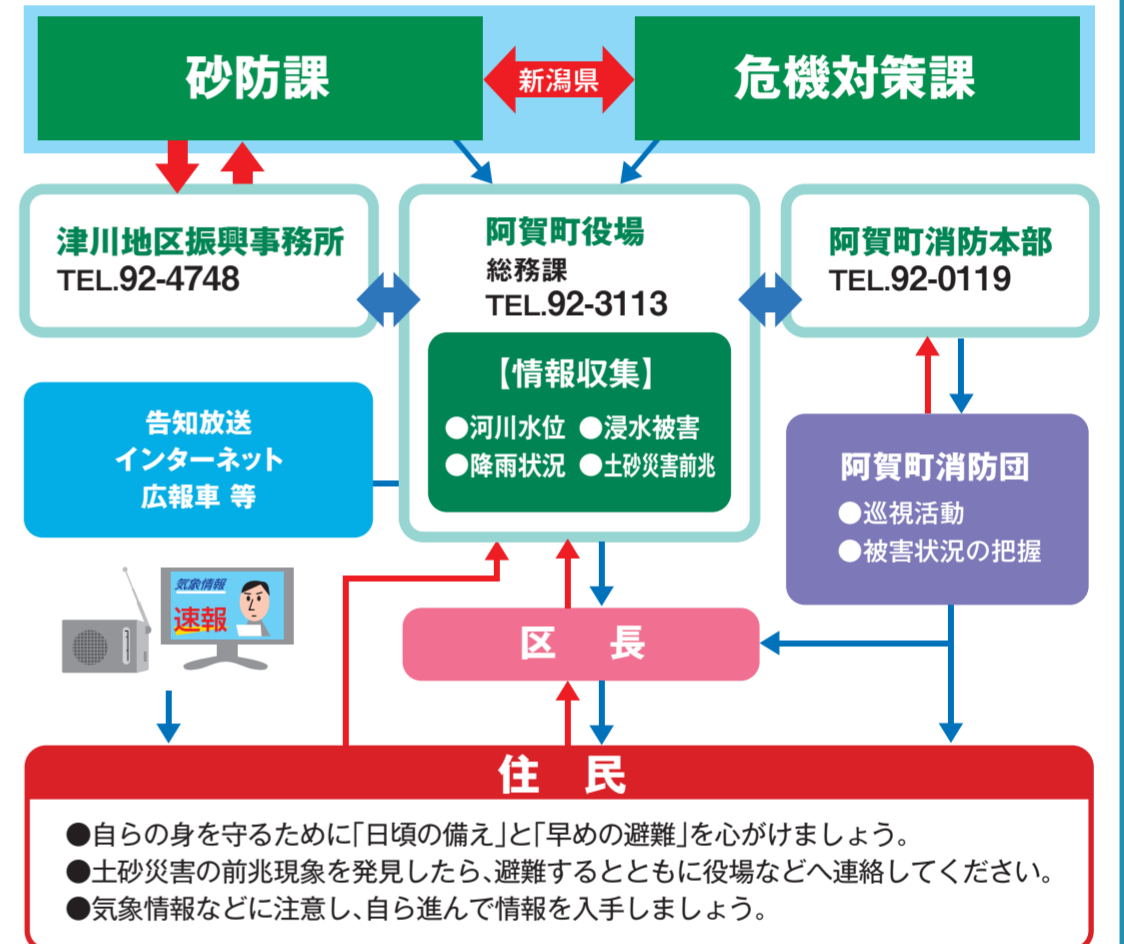 砂防課
新潟県
危機対策課
津川地区振興事務所
TEL.92-4748
阿賀町役場
総務課
TEL.92-3113
阿賀町消防本部
TEL.92-0119
【情報収集】
●河川水位 ●浸水被害
●降雨状況 ●土砂災害前兆
告知放送
インターネット
広報車 等
阿賀町消防団
●巡視活動
●被害状況の把握
気象情報
速報
区 長
住 民
●自らの身を守るために「日頃の備え」と「早めの避難」を心がけましょう。
●土砂災害の前兆現象を発見したら、避難するとともに役場などへ連絡してください。
●気象情報などに注意し、自ら進んで情報を入手しましょう。